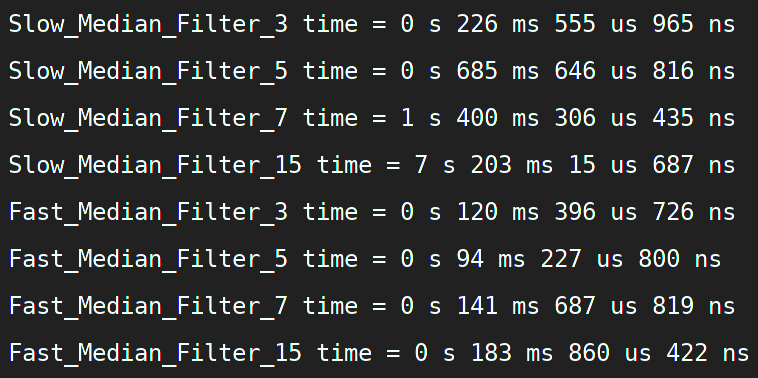 Slow_Median_Filter_3 time = 0 s 226 ms 555 us 965 ns
Slow_Median_Filter_5 time = 0 s 685 ms 646 us 816 ns
Slow_Median_Filter_7 time = 1 s 400 ms 306 us 435 ns
Slow_Median_Filter_15 time = 7 s 203 ms 15 us 687 ns
Fast_Median_Filter_3 time = 0 s 120 ms 396 us 726 ns
Fast_Median_Filter_5 time = 0 s 94 ms 227 us 800 ns
Fast_Median_Filter_7 time = 0 s 141 ms 687 us 819 ns
Fast_Median_Filter_15 time = 0 s 183 ms 860 us 422 ns